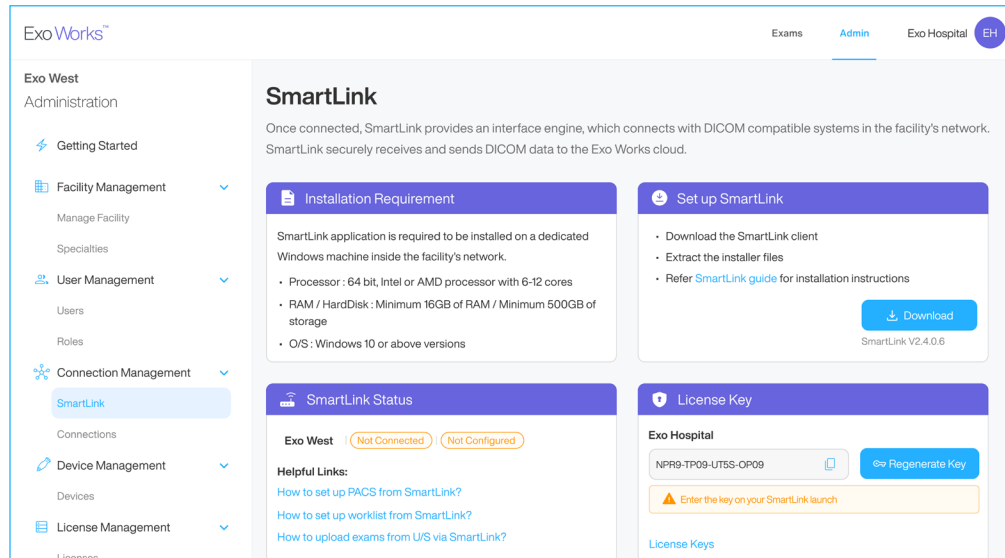 Exo Works™
Exams
Admin
Exo Hospital
EH
Exo West
Administration
Getting Started
Facility Management
Manage Facility
Specialties
User Management
Users
Roles
Connection Management
SmartLink
Connections
Device Management
Devices
License Management
Licenses
SmartLink
Once connected, SmartLink provides an interface engine, which connects with DICOM compatible systems in the facility's network.
SmartLink securely receives and sends DICOM data to the Exo Works cloud.
Installation Requirement
SmartLink application is required to be installed on a dedicated
Windows machine inside the facility's network.
• Processor : 64 bit, Intel or AMD processor with 6-12 cores
• RAM / HardDisk : Minimum 16GB of RAM / Minimum 500GB of
storage
• O/S : Windows 10 or above versions
Set up SmartLink
• Download the SmartLink client
• Extract the installer files
• Refer SmartLink guide for installation instructions
Download
SmartLink V2.4.0.6
SmartLink Status
Exo West
Not Connected
Not Configured
Helpful Links:
How to set up PACS from SmartLink?
How to set up worklist from SmartLink?
How to upload exams from U/S via SmartLink?
License Key
Exo Hospital
NPR9-TP09-UT5S-OP09
Regenerate Key
Enter the key on your SmartLink launch
License Keys